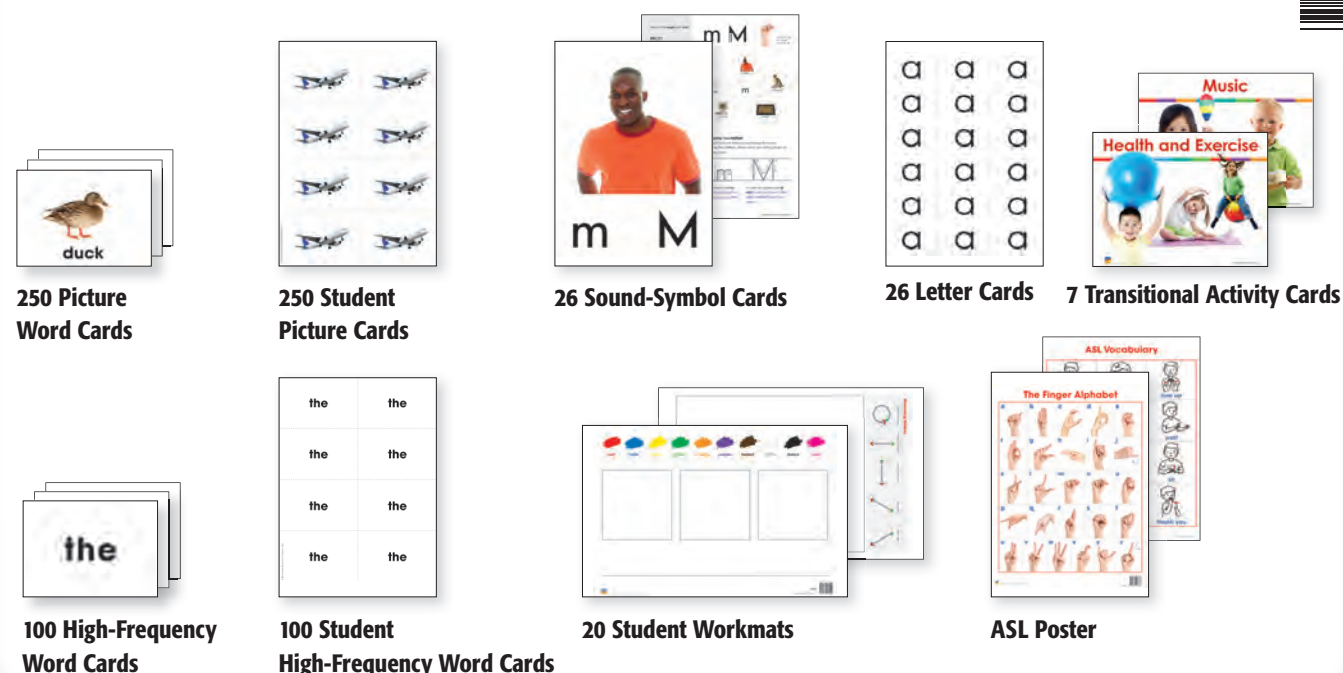 m M
m
m
M
a a a
a a a
a a a
a a a
a a a
a a a
Music
Health and Exercise
duck
m M
250 Picture
Word Cards
250 Student
Picture Cards
26 Sound-Symbol Cards
26 Letter Cards
7 Transitional Activity Cards
ASL Vocabulary
The Finger Alphabet
thank you
the the
the the
the the
the the
the
100 High-Frequency
Word Cards
100 Student
High-Frequency Word Cards
20 Student Workmats
ASL Poster